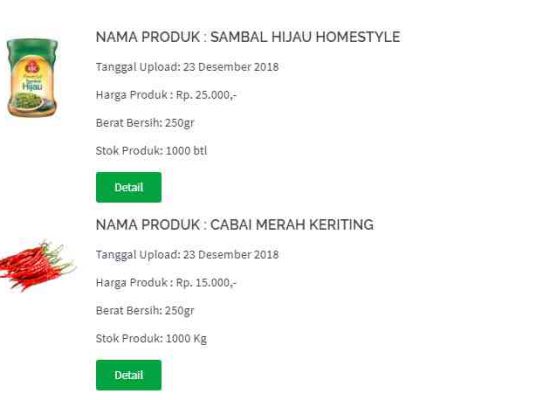 NAMA PRODUK : SAMBAL HIJAU HOMESTYLE
Tanggal Upload: 23 Desember 2018
Harga Produk : Rp. 25.000,-
Berat Bersih: 250gr
Stok Produk: 1000 btl
Detail
ABC
Hijau
NAMA PRODUK : CABAI MERAH KERITING
Tanggal Upload: 23 Desember 2018
Harga Produk : Rp. 15.000,-
Berat Bersih: 250gr
Stok Produk: 1000 Kg
Detail